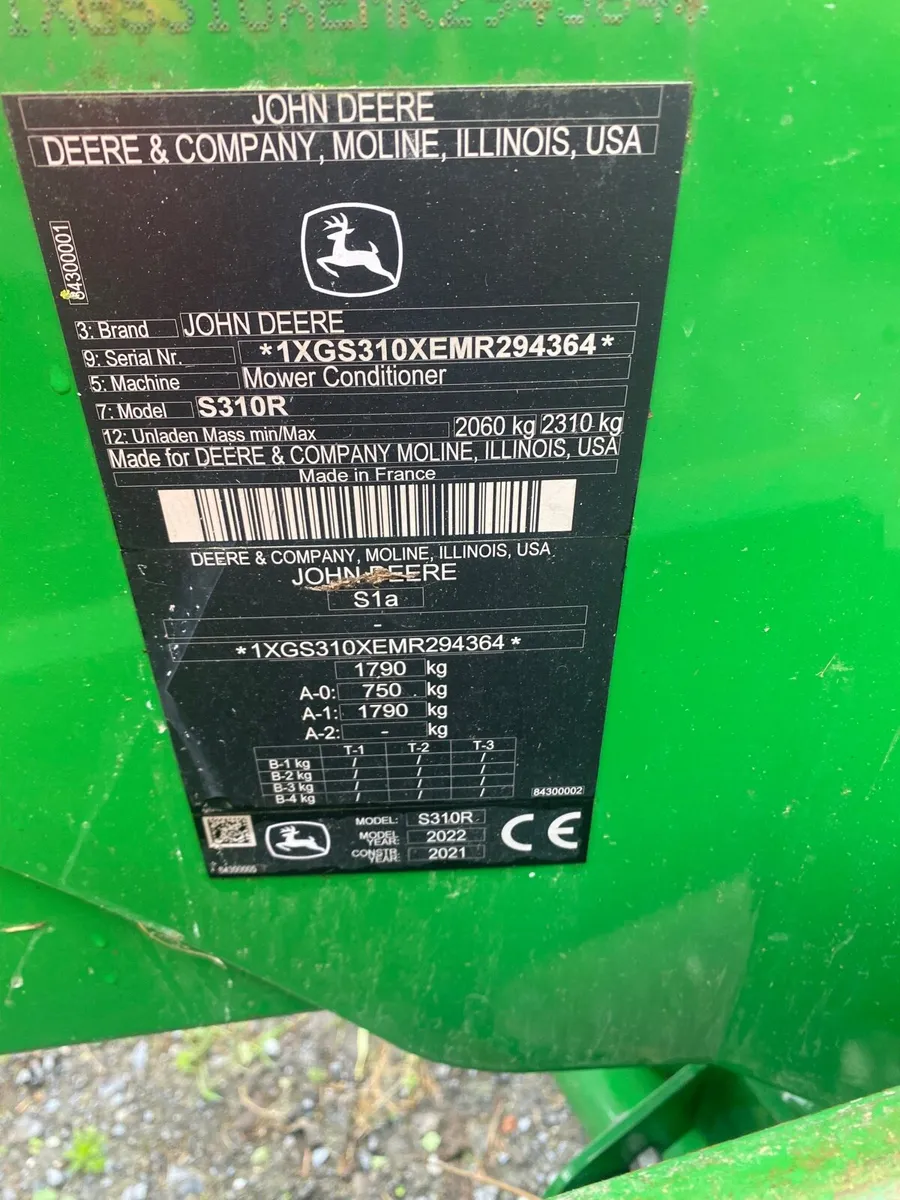 *1XGS310XEMR294364*
JOHN DEERE
DEERE & COMPANY, MOLINE, ILLINOIS, USA
84300001
3: Brand JOHN DEERE
9: Serial Nr. *1XGS310XEMR294364*
5: Machine Mower Conditioner
7: Model S310R
12: Unladen Mass min/Max 2060 kg 2310 kg
Made for DEERE & COMPANY MOLINE, ILLINOIS, USA
Made in France
DEERE & COMPANY, MOLINE, ILLINOIS, USA
JOHN DEERE
S1a
-
*1XGS310XEMR294364*
1790 kg
A-0: 750 kg
A-1: 1790 kg
A-2: - kg
T-1 T-2 T-3
B-1 kg / / /
B-2 kg / / /
B-3 kg / / /
B-4 kg / / /
84300002
MODEL: S310R
MODEL YEAR: 2022
CONSTR. YEAR: 2021
CE
84300005